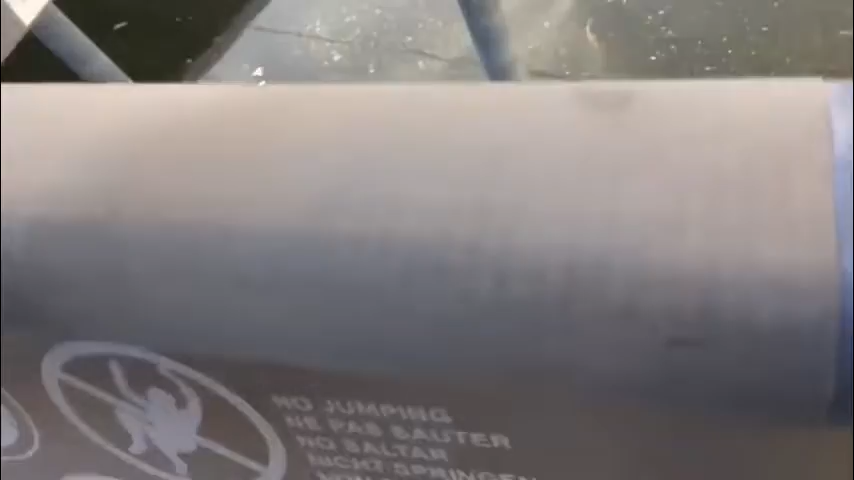 NO JUMPING
NE PAS SAUTER
NO SALTAR
NICHT SPRINGEN